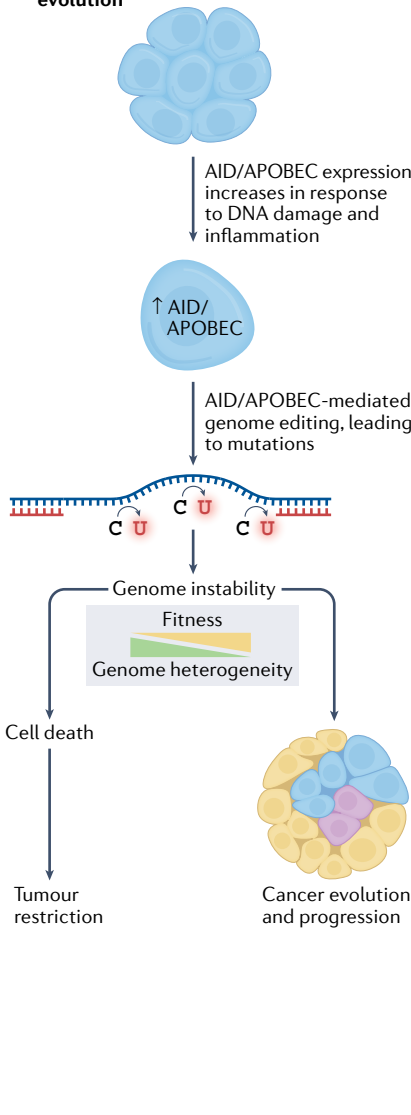 evolution
AID/APOBEC expression
increases in response
to DNA damage and
inflammation
↑ AID/
APOBEC
AID/APOBEC-mediated
genome editing, leading
to mutations
C U
C U
C U
Genome instability
Fitness
Genome heterogeneity
Cell death
Tumour
restriction
Cancer evolution
and progression